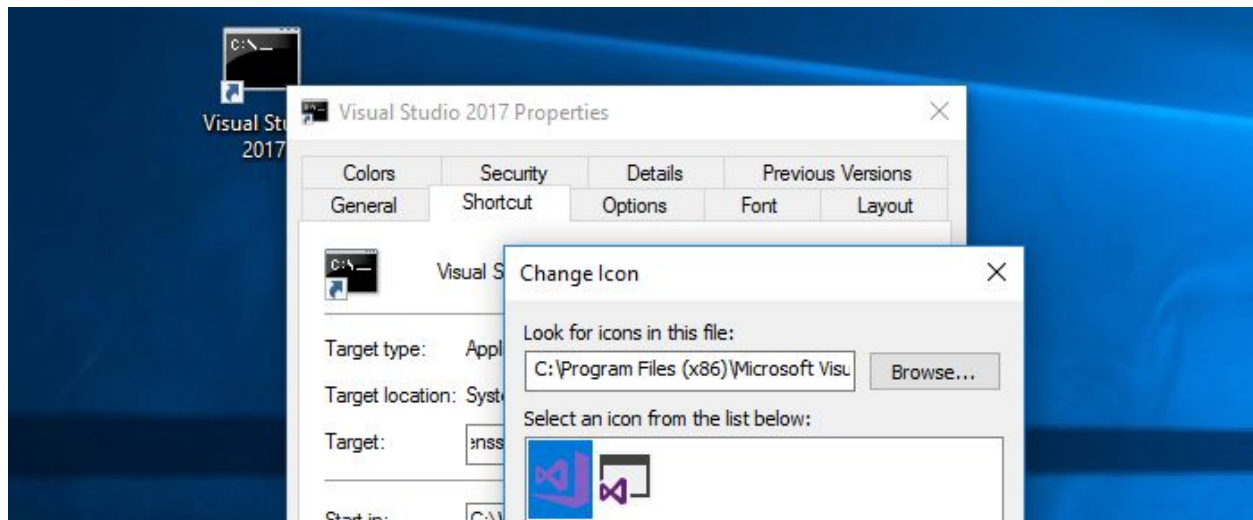 C:\_
Visual Stu
2017
Visual Studio 2017 Properties
Colors Security Details Previous Versions
General Shortcut Options Font Layout
C:\_
Visual S
Change Icon
Look for icons in this file:
C:\Program Files (x86)\Microsoft Visu
Browse...
Target type: Appl
Target location: Syst
Select an icon from the list below:
Target: enss
Start in: C:\